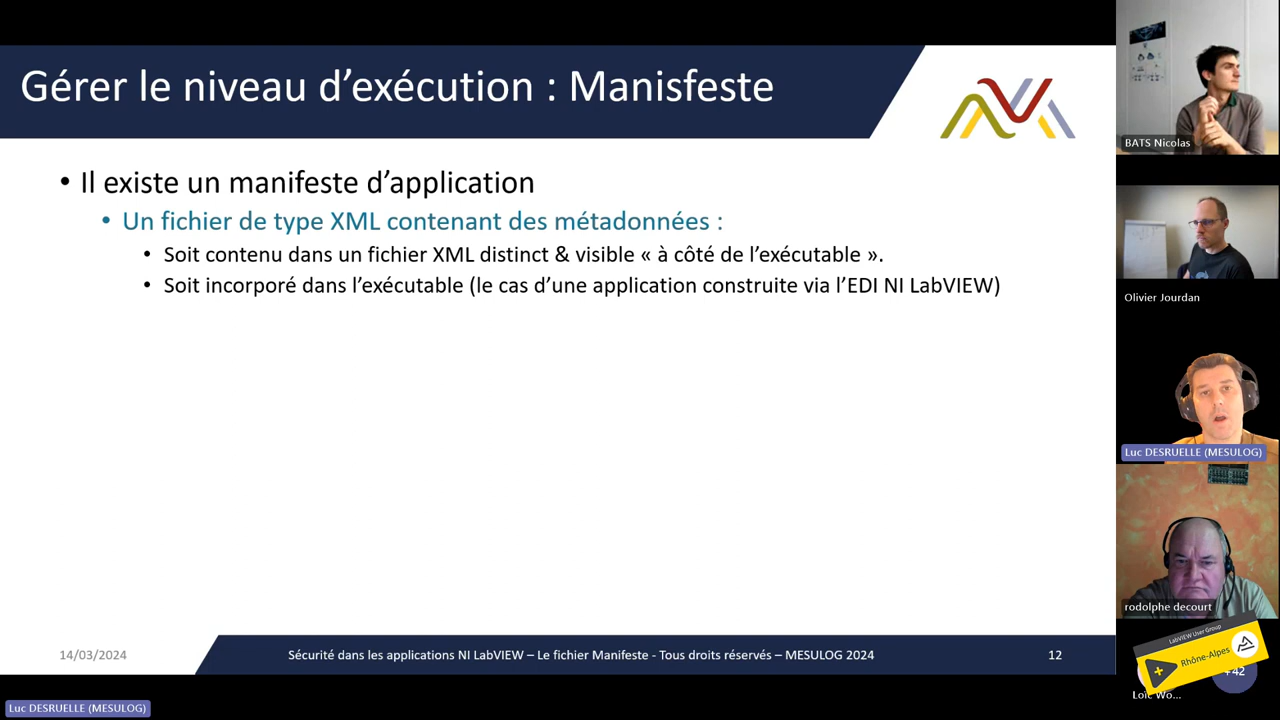 Gérer le niveau d'exécution : Manisfeste
• Il existe un manifeste d'application
• Un fichier de type XML contenant des métadonnées :
• Soit contenu dans un fichier XML distinct & visible « à côté de l'exécutable ».
• Soit incorporé dans l'exécutable (le cas d'une application construite via l'EDI NI LabVIEW)
14/03/2024
Sécurité dans les applications NI LabVIEW – Le fichier Manifeste - Tous droits réservés – MESULOG 2024
12
Luc DESRUELLE (MESULOG)
BATS Nicolas
Olivier Jourdan
Luc DESRUELLE (MESULOG)
rodolphe decourt
LabVIEW User Group
Rhône-Alpes
+42
Loïc Wo...